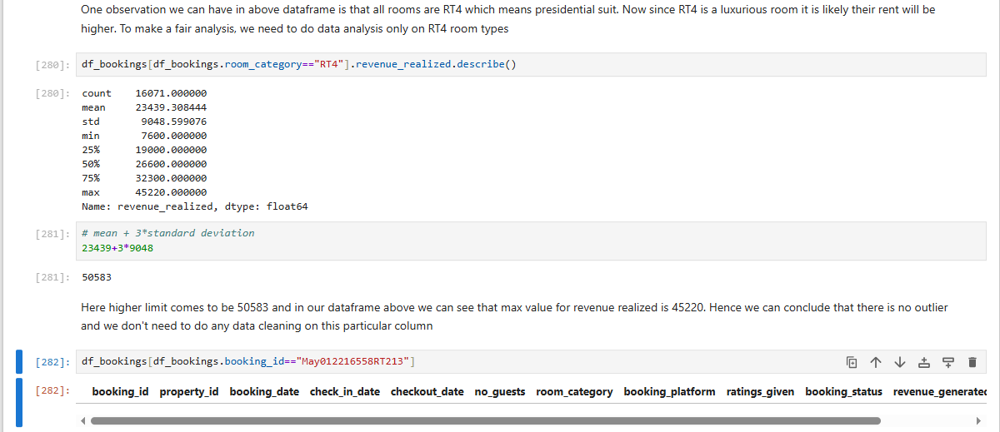 One observation we can have in above dataframe is that all rooms are RT4 which means presidential suit. Now since RT4 is a luxurious room it is likely their rent will be
higher. To make a fair analysis, we need to do data analysis only on RT4 room types
[280]: df_bookings[df_bookings.room_category=="RT4"].revenue_realized.describe()
[280]: count 16071.000000
mean 23439.308444
std 9048.599076
min 7600.000000
25% 19000.000000
50% 26600.000000
75% 32300.000000
max 45220.000000
Name: revenue_realized, dtype: float64
[281]: # mean + 3*standard deviation
23439+3*9048
[281]: 50583
Here higher limit comes to be 50583 and in our dataframe above we can see that max value for revenue realized is 45220. Hence we can conclude that there is no outlier
and we don't need to do any data cleaning on this particular column
[282]: df_bookings[df_bookings.booking_id=="May012216558RT213"]
[282]: booking_id property_id booking_date check_in_date checkout_date no_guests room_category booking_platform ratings_given booking_status revenue_generated